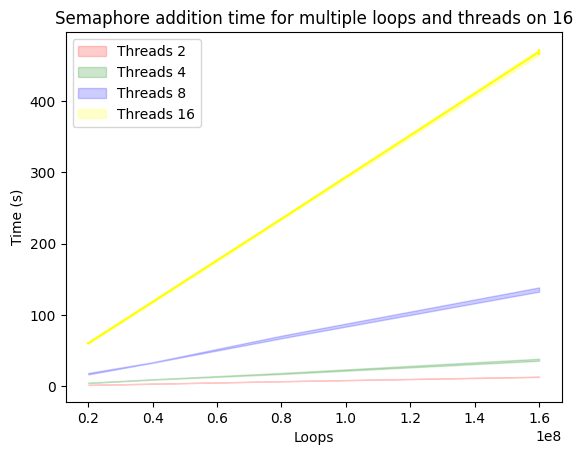 Semaphore addition time for multiple loops and threads on 16
Threads 2
Threads 4
Threads 8
Threads 16
Time (s)
400
300
200
100
0
0.2 0.4 0.6 0.8 1.0 1.2 1.4 1.6
1e8
Loops